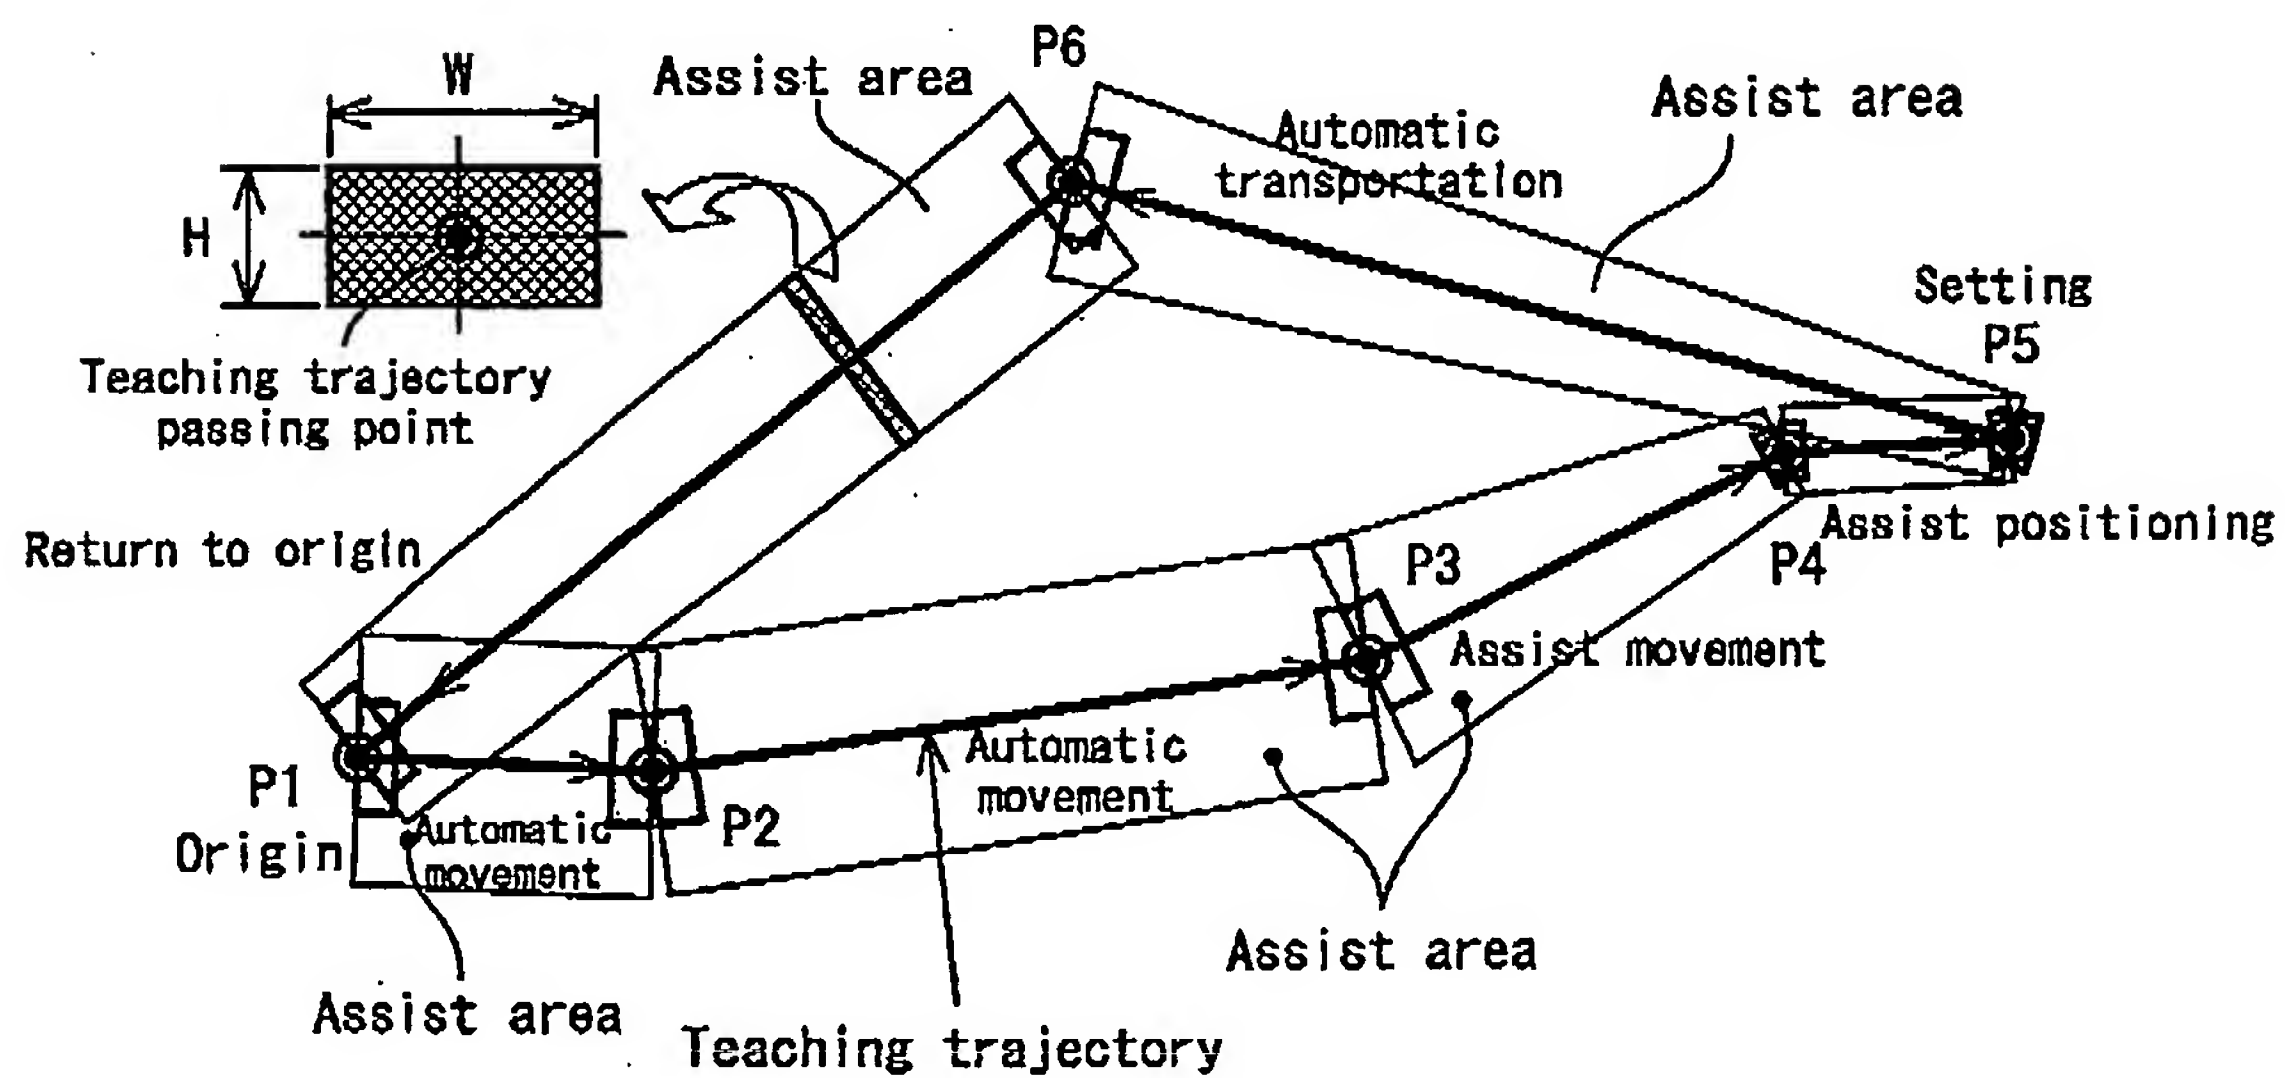 P6
W
Assist area
Assist area
Automatic
transportation
H
Setting
P5
Teaching trajectory
passing point
Assist positioning
Return to origin
P3
P4
Assist movement
P1
Origin
Automatic
movement
P2
Automatic
movement
Assist area
Assist area
Teaching trajectory